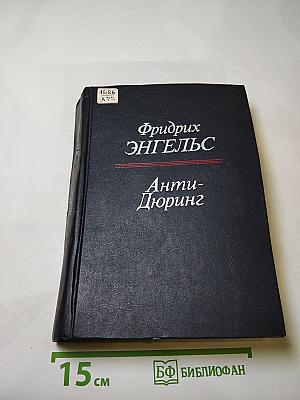 Фридрих
ЭНГЕЛЬС
Анти-
Дюринг
15 см
БФ БИБЛИОФАН